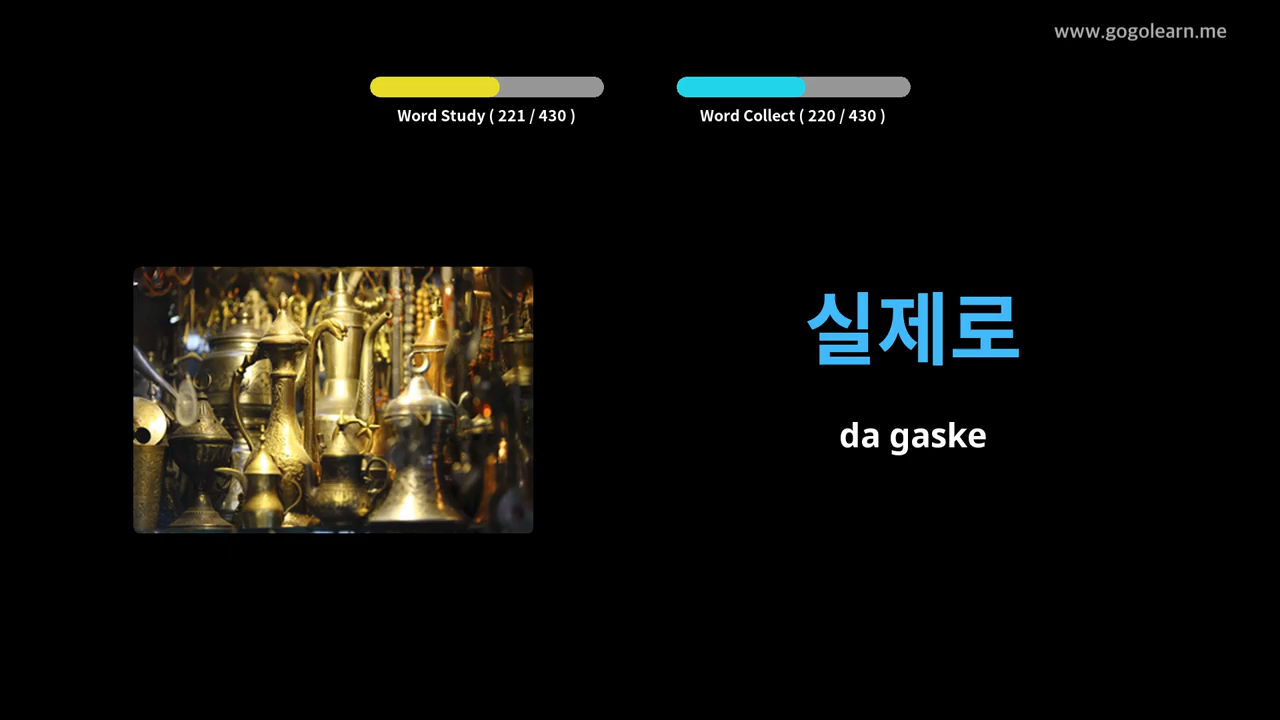 www.gogolearn.me
Word Study ( 221 / 430 )
Word Collect ( 220 / 430 )
실제로
da gaske